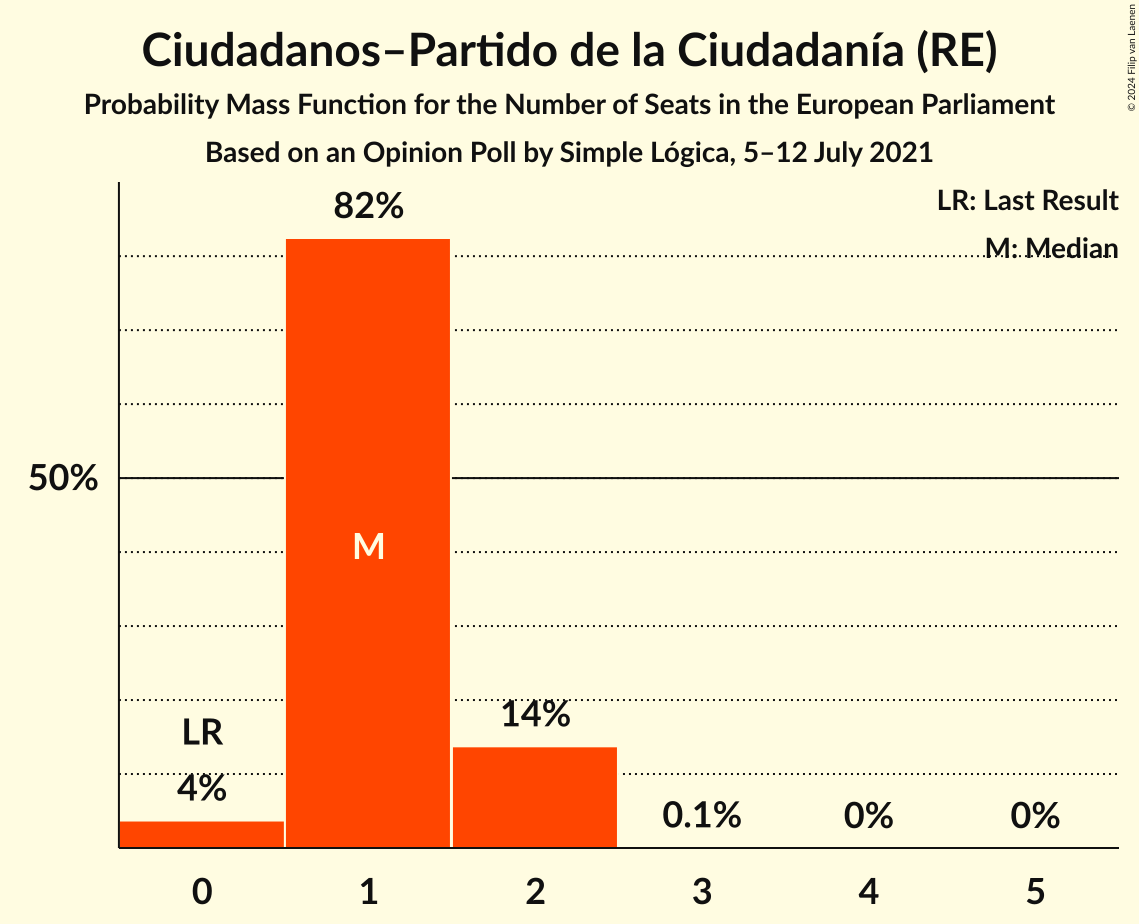 Ciudadanos–Partido de la Ciudadanía (RE)
Probability Mass Function for the Number of Seats in the European Parliament
Based on an Opinion Poll by Simple Lógica, 5–12 July 2021
© 2024 Filip van Laenen
LR: Last Result
M: Median
82%
50%
M
LR
4%
14%
0.1%
0%
0%
0 1 2 3 4 5